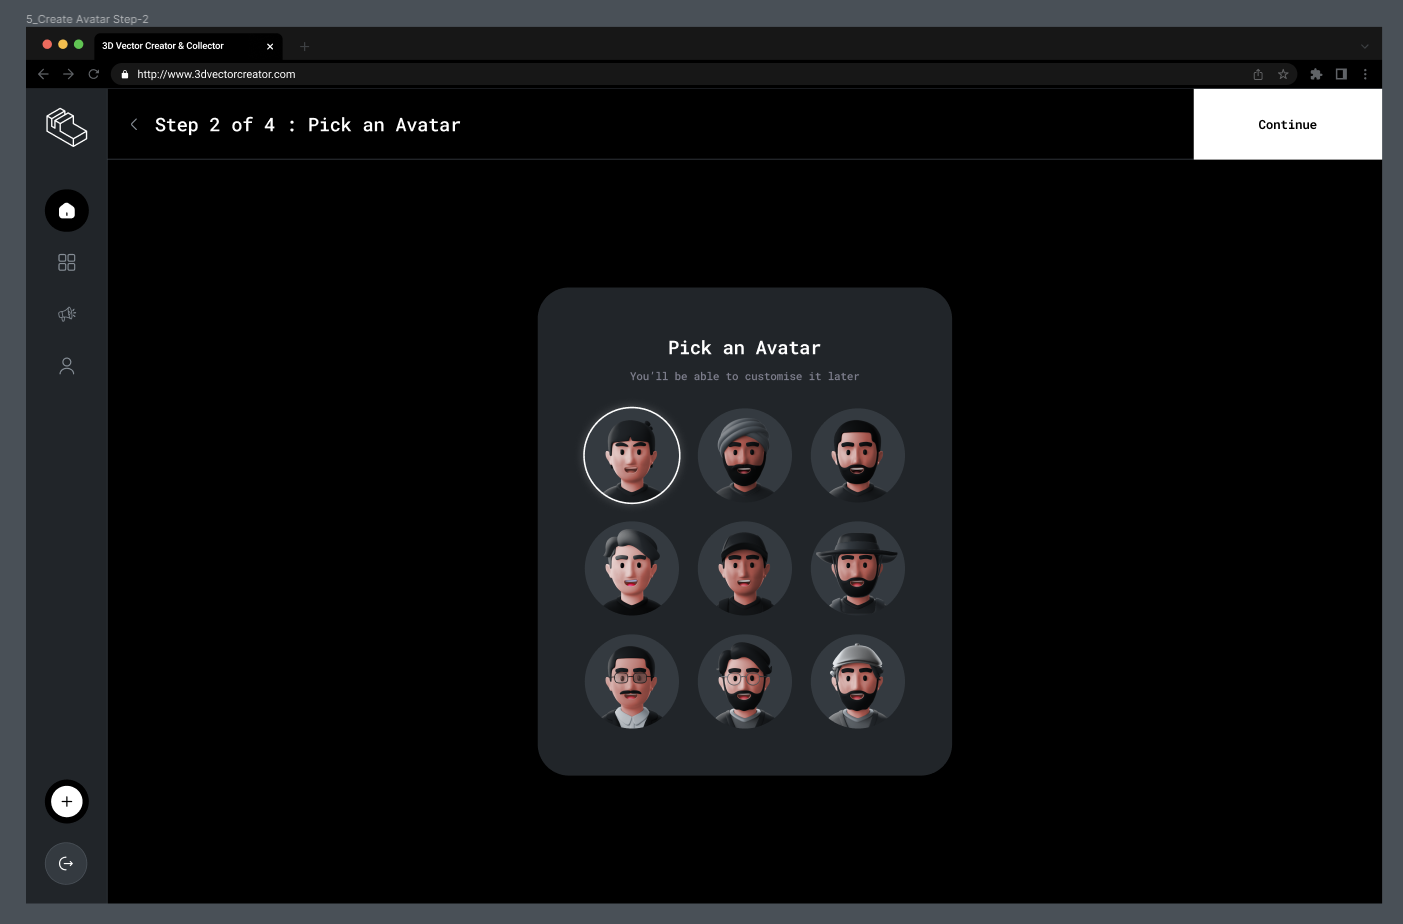 5_Create Avatar Step-2
3D Vector Creator & Collector
http://www.3dvectorcreator.com
Step 2 of 4 : Pick an Avatar
Continue
Pick an Avatar
You'll be able to customise it later